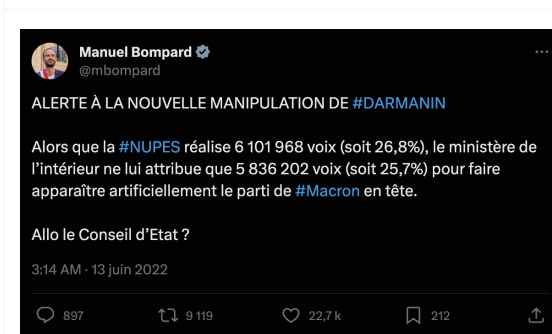 Manuel Bompard
@mbompard
ALERTE À LA NOUVELLE MANIPULATION DE #DARMANIN
Alors que la #NUPES réalise 6 101 968 voix (soit 26,8%), le ministère de
l'intérieur ne lui attribue que 5 836 202 voix (soit 25,7%) pour faire
apparaître artificiellement le parti de #Macron en tête.
Allo le Conseil d'Etat ?
3:14 AM · 13 juin 2022
897 9 119 22,7 k 212